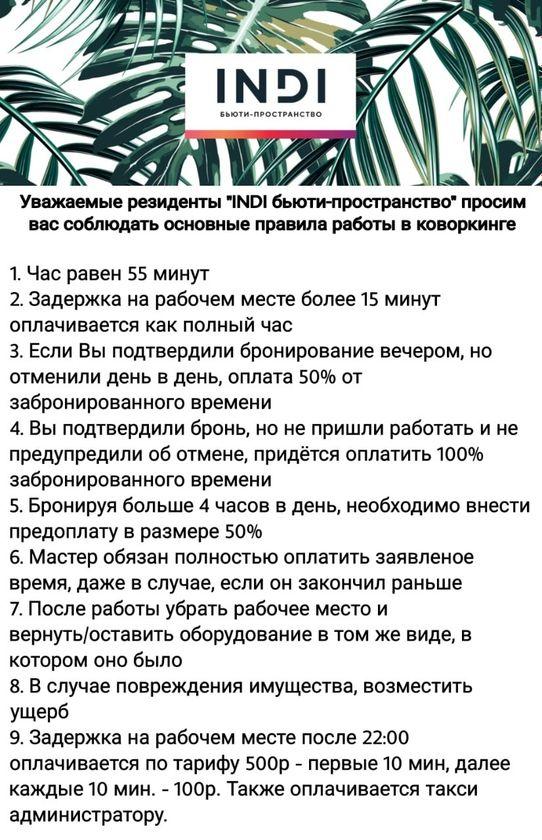 INDI
БЬЮТИ-ПРОСТРАНСТВО
Уважаемые резиденты "INDI бьюти-пространство" просим
вас соблюдать основные правила работы в коворкинге
1. Час равен 55 минут
2. Задержка на рабочем месте более 15 минут
оплачивается как полный час
3. Если Вы подтвердили бронирование вечером, но
отменили день в день, оплата 50% от
забронированного времени
4. Вы подтвердили бронь, но не пришли работать и не
предупредили об отмене, придётся оплатить 100%
забронированного времени
5. Бронируя больше 4 часов в день, необходимо внести
предоплату в размере 50%
6. Мастер обязан полностью оплатить заявленое
время, даже в случае, если он закончил раньше
7. После работы убрать рабочее место и
вернуть/оставить оборудование в том же виде, в
котором оно было
8. В случае повреждения имущества, возместить
ущерб
9. Задержка на рабочем месте после 22:00
оплачивается по тарифу 500р - первые 10 мин, далее
каждые 10 мин. - 100р. Также оплачивается такси
администратору.